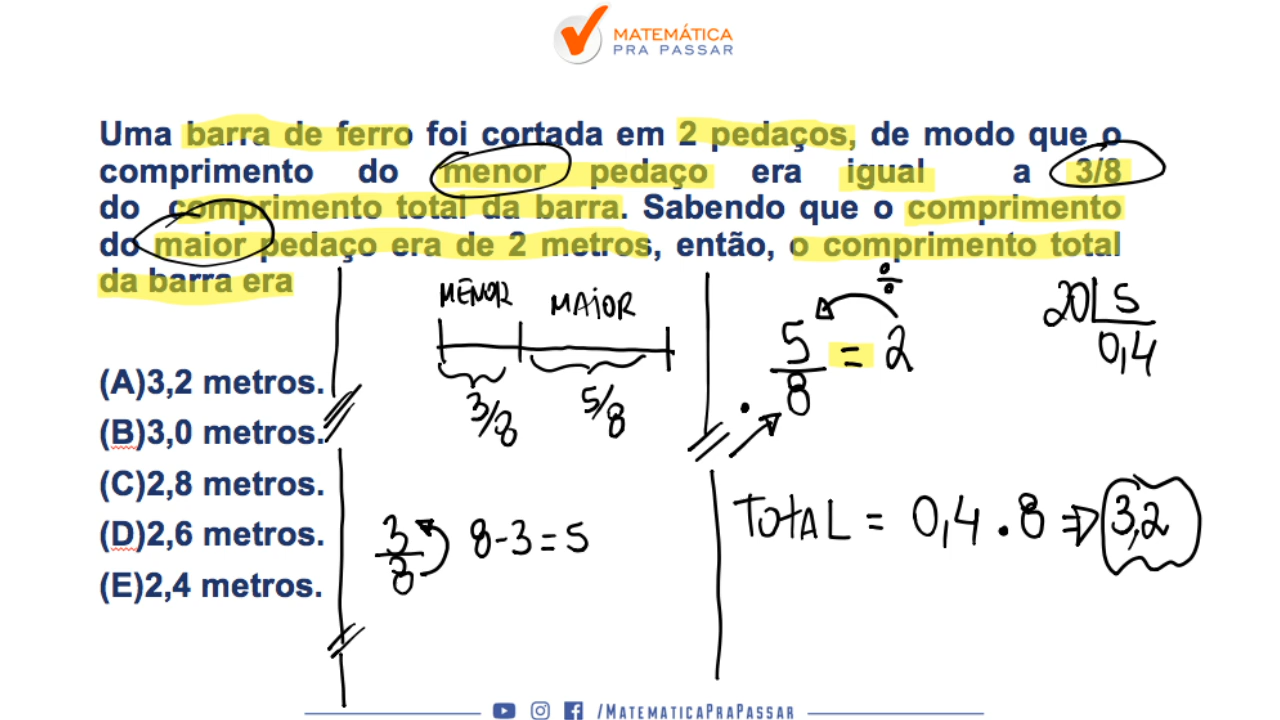 MATEMÁTICA
PRA PASSAR
Uma barra de ferro foi cortada em 2 pedaços, de modo que o
comprimento do menor pedaço era igual a 3/8
do comprimento total da barra. Sabendo que o comprimento
do maior pedaço era de 2 metros, então, o comprimento total
da barra era
(A)3,2 metros.
(B)3,0 metros.
(C)2,8 metros.
(D)2,6 metros.
(E)2,4 metros.
MENOR MAIOR
3/8 5/8
3/8 8-3=5
÷
5/8 = 2
•
20 5
0,4
TOTAL = 0,4 . 8 => 3,2
/MATEMATICAPRAPASSAR